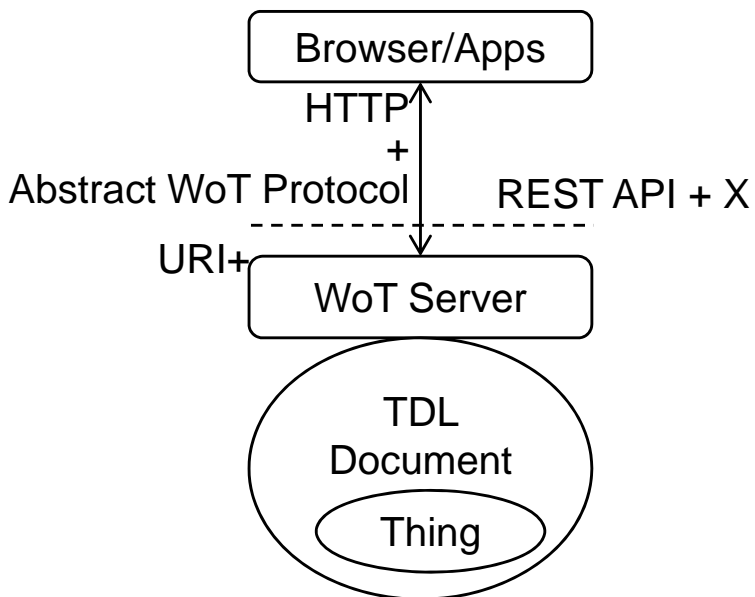 Browser/Apps
HTTP
+
Abstract WoT Protocol
REST API + X
URI+
WoT Server
TDL
Document
Thing